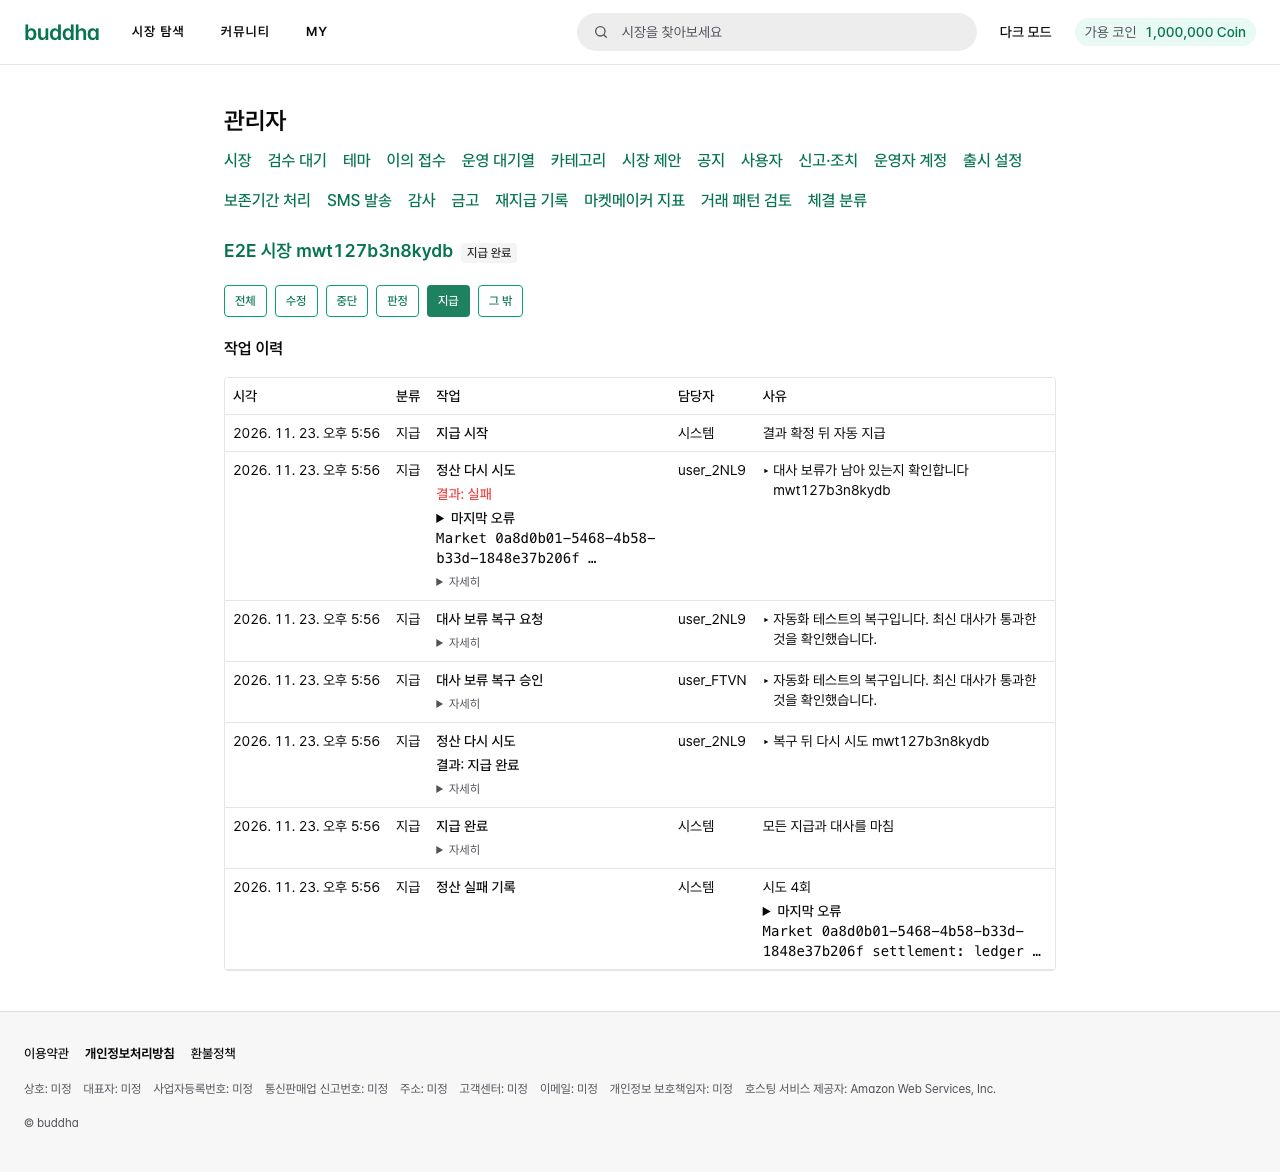 buddha 시장 탐색 커뮤니티 MY 시장을 찾아보세요 다크 모드 가용 코인 1,000,000 Coin
관리자
시장 검수 대기 테마 이의 접수 운영 대기열 카테고리 시장 제안 공지 사용자 신고·조치 운영자 계정 출시 설정
보존기간 처리 SMS 발송 감사 금고 재지급 기록 마켓메이커 지표 거래 패턴 검토 체결 분류
E2E 시장 mwt127b3n8kydb 지급 완료
전체 수정 중단 판정 지급 그 밖
작업 이력
시각 분류 작업 담당자 사유
2026. 11. 23. 오후 5:56 지급 지급 시작 시스템 결과 확정 뒤 자동 지급
2026. 11. 23. 오후 5:56 지급 정산 다시 시도 user_2NL9 ‣ 대사 보류가 남아 있는지 확인합니다
mwt127b3n8kydb
결과: 실패
▶ 마지막 오류
Market 0a8d0b01-5468-4b58-
b33d-1848e37b206f …
▶ 자세히
2026. 11. 23. 오후 5:56 지급 대사 보류 복구 요청 user_2NL9 ‣ 자동화 테스트의 복구입니다. 최신 대사가 통과한
것을 확인했습니다.
▶ 자세히
2026. 11. 23. 오후 5:56 지급 대사 보류 복구 승인 user_FTVN ‣ 자동화 테스트의 복구입니다. 최신 대사가 통과한
것을 확인했습니다.
▶ 자세히
2026. 11. 23. 오후 5:56 지급 정산 다시 시도 user_2NL9 ‣ 복구 뒤 다시 시도 mwt127b3n8kydb
결과: 지급 완료
▶ 자세히
2026. 11. 23. 오후 5:56 지급 지급 완료 시스템 모든 지급과 대사를 마침
▶ 자세히
2026. 11. 23. 오후 5:56 지급 정산 실패 기록 시스템 시도 4회
▶ 마지막 오류
Market 0a8d0b01-5468-4b58-b33d-
1848e37b206f settlement: ledger …
이용약관 개인정보처리방침 환불정책
상호: 미정 대표자: 미정 사업자등록번호: 미정 통신판매업 신고번호: 미정 주소: 미정 고객센터: 미정 이메일: 미정 개인정보 보호책임자: 미정 호스팅 서비스 제공자: Amazon Web Services, Inc.
© buddha